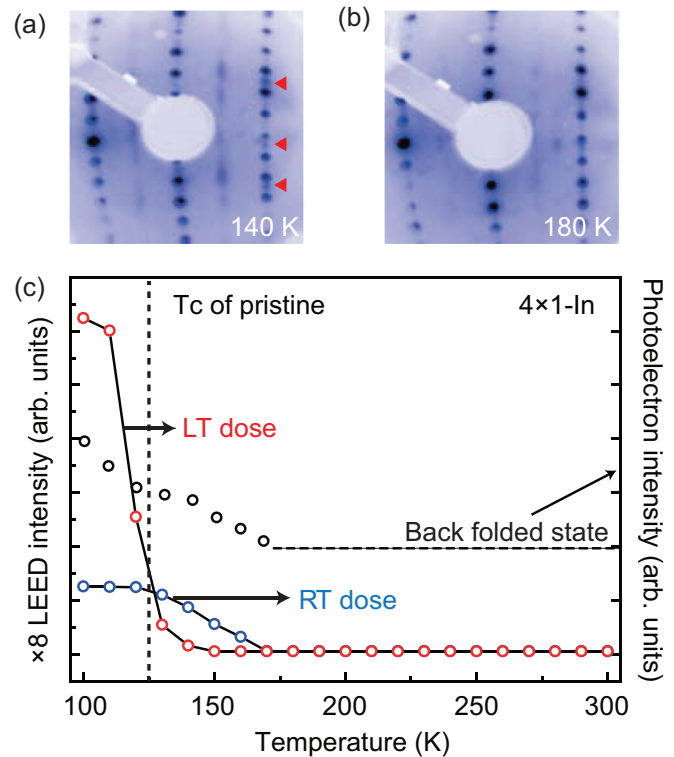 (a)
(b)
140 K
180 K
(c)
Tc of pristine
4×1-In
LT dose
Back folded state
RT dose
×8 LEED intensity (arb. units)
Photoelectron intensity (arb. units)
100
150
200
250
300
Temperature (K)